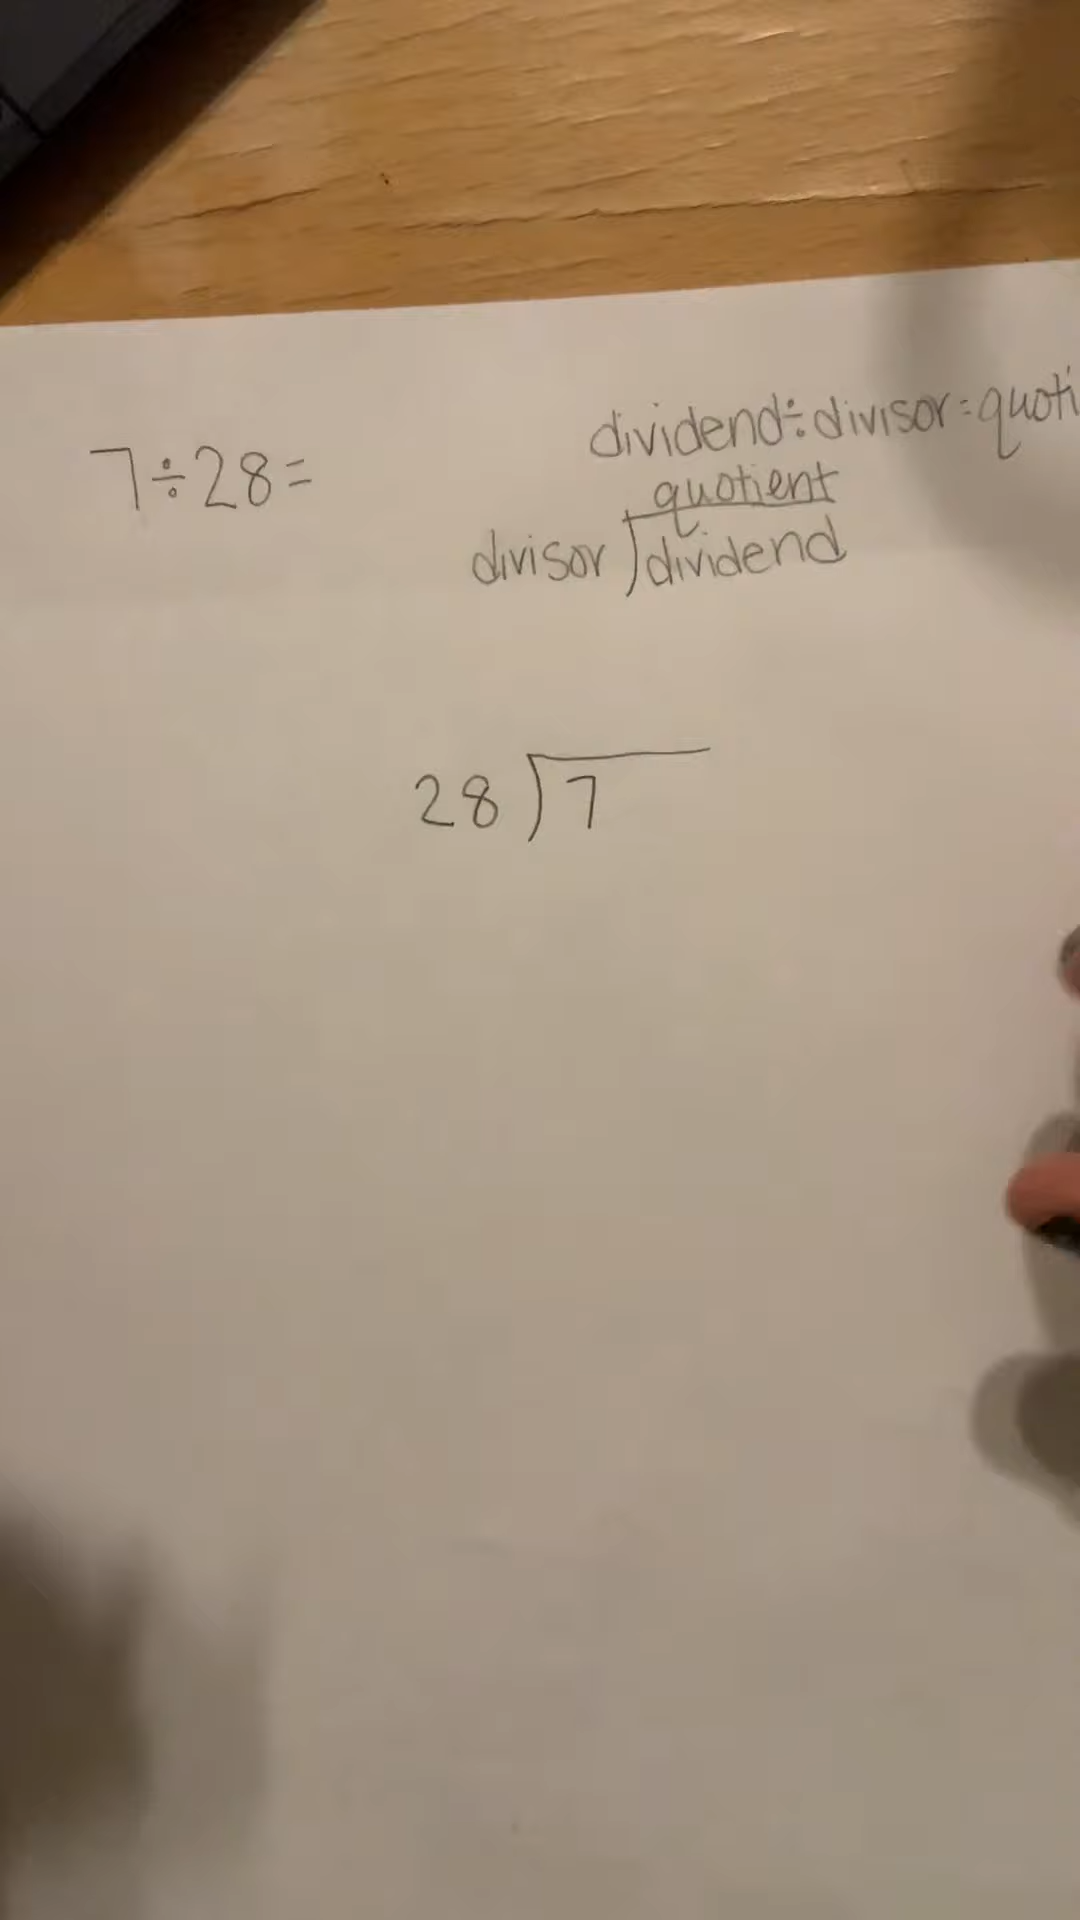 7÷28=
dividend÷divisor=quoti
quotient
divisor)dividend
28)7